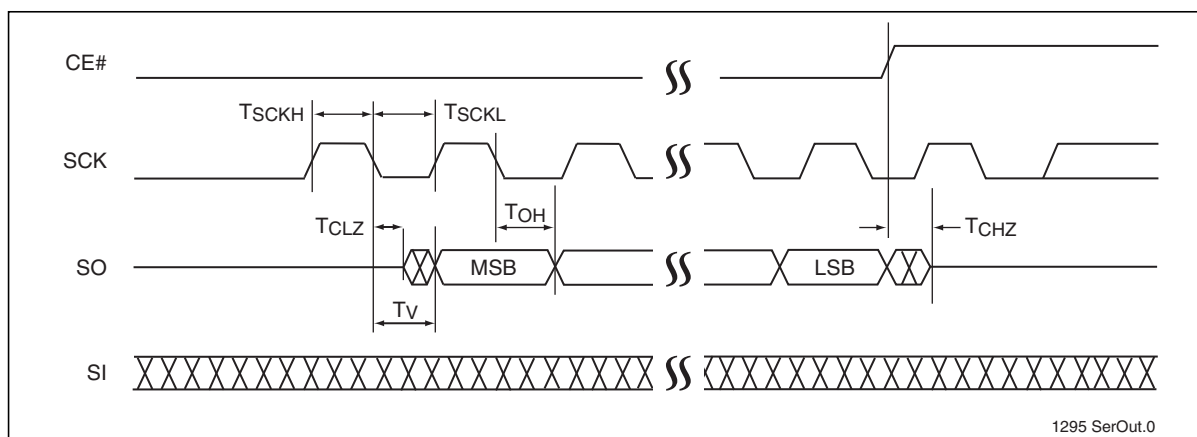 CE#
TSCKH
TSCKL
SCK
TOH
TCLZ
TCHZ
SO
MSB
LSB
TV
SI
1295 SerOut.0